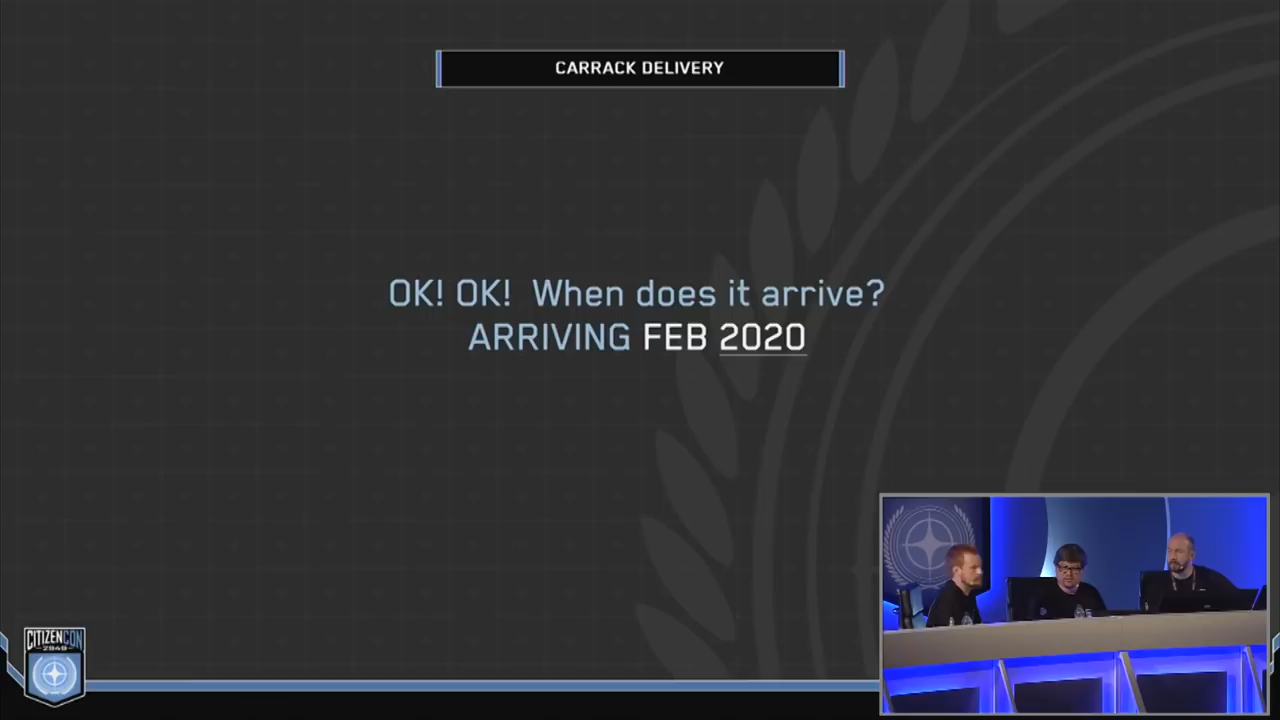 CARRACK DELIVERY
OK! OK! When does it arrive?
ARRIVING FEB 2020
CITIZENCON
2949